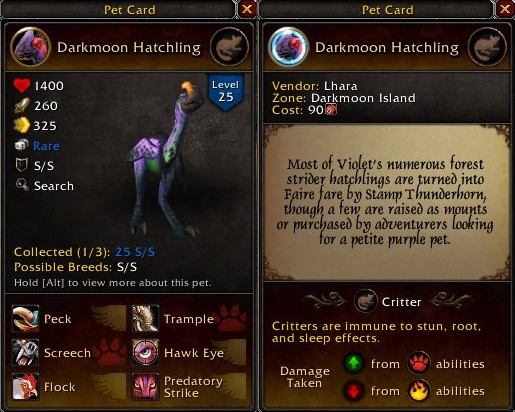 Pet Card
Darkmoon Hatchling
Level
25
1400
260
325
Rare
S/S
Search
Collected (1/3): 25 S/S
Possible Breeds: S/S
Hold [Alt] to view more about this pet.
Peck
Trample
Screech
Hawk Eye
Flock
Predatory
Strike
Pet Card
Darkmoon Hatchling
Vendor: Lhara
Zone: Darkmoon Island
Cost: 90
Most of Violet's numerous forest
strider hatchlings are turned into
Faire fare by Stamp Thunderhorn,
though a few are raised as mounts
or purchased by adventurers looking
for a petite purple pet.
Critter
Critters are immune to stun, root,
and sleep effects.
Damage
Taken
from abilities
from abilities